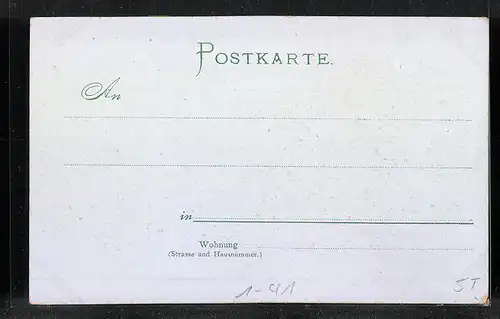 POSTKARTE.
An
in
Wohnung
(Strasse und Hausnummer.)